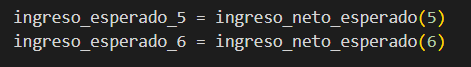 ingreso_esperado_5 = ingreso_neto_esperado(5)
ingreso_esperado_6 = ingreso_neto_esperado(6)